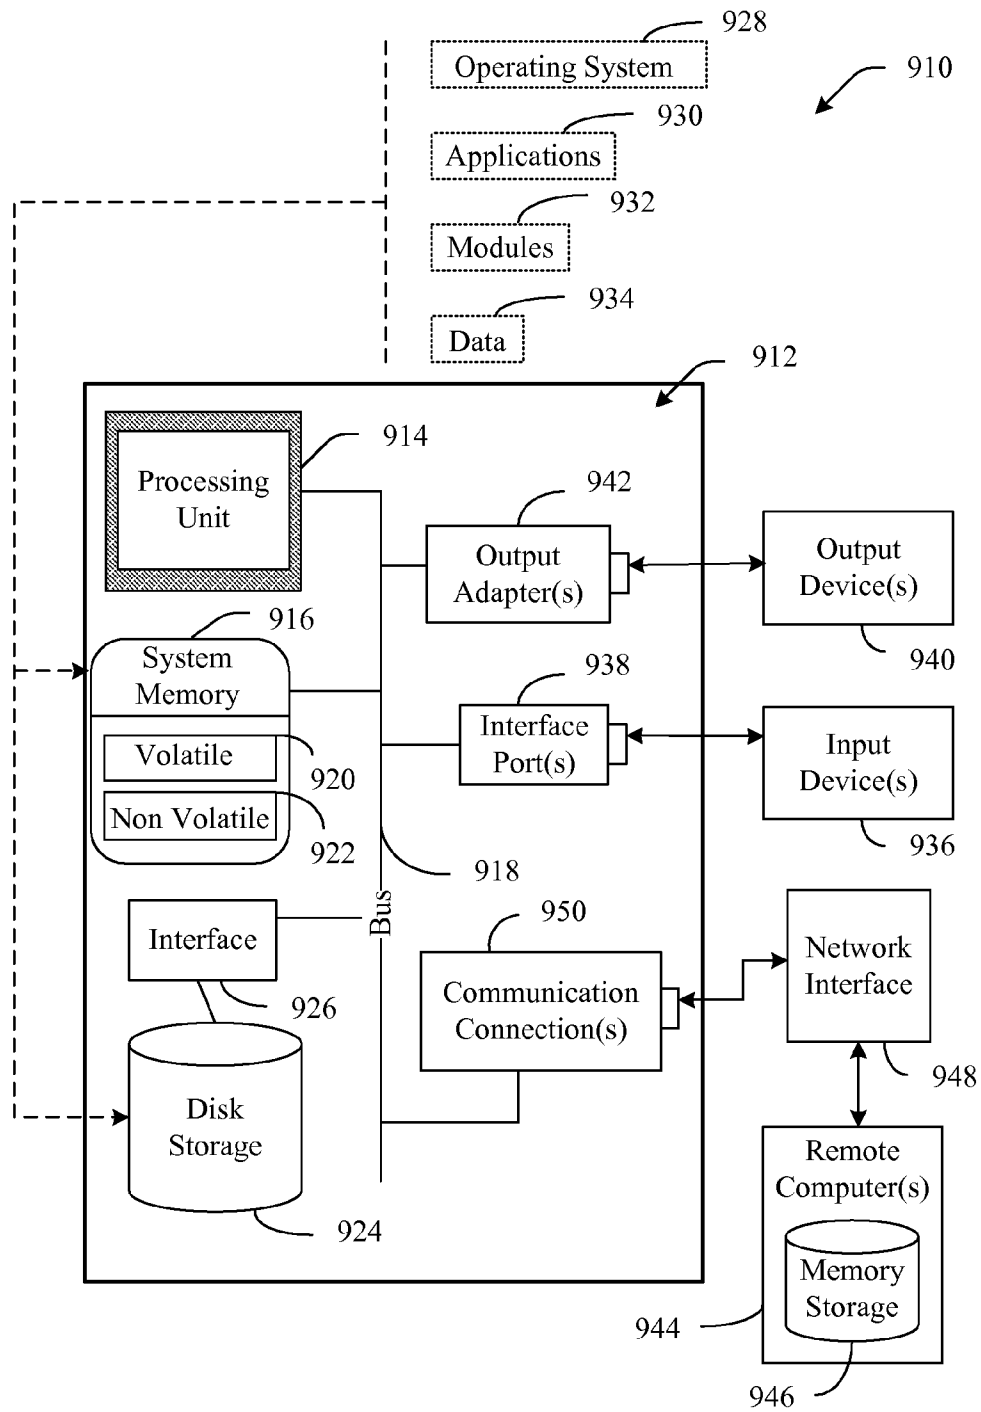 928
Operating System
910
930
Applications
932
Modules
934
Data
912
914
Processing
Unit
942
Output
Adapter(s)
Output
Device(s)
940
916
System
Memory
Volatile
920
Non Volatile
922
938
Interface
Port(s)
Input
Device(s)
936
918
Bus
Interface
926
950
Communication
Connection(s)
Network
Interface
948
Disk
Storage
924
Remote
Computer(s)
Memory
Storage
944
946